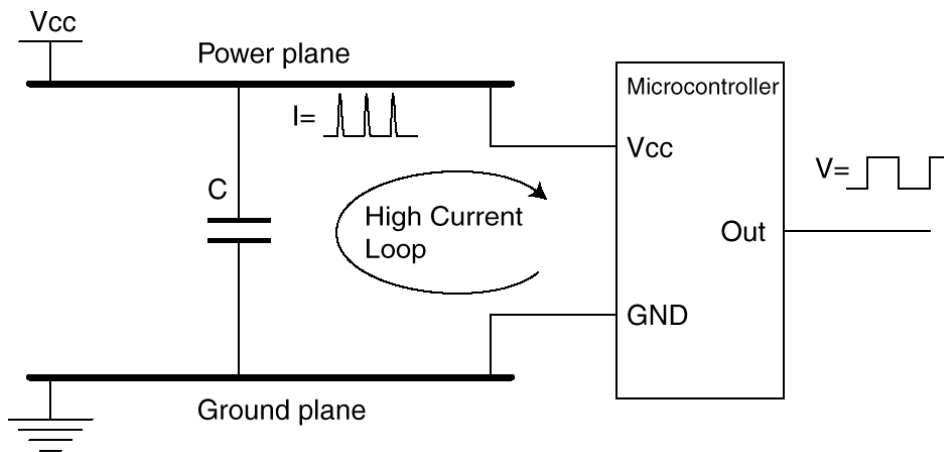 Vcc
Power plane
I=
Microcontroller
Vcc
V=
C
High Current
Loop
Out
GND
Ground plane